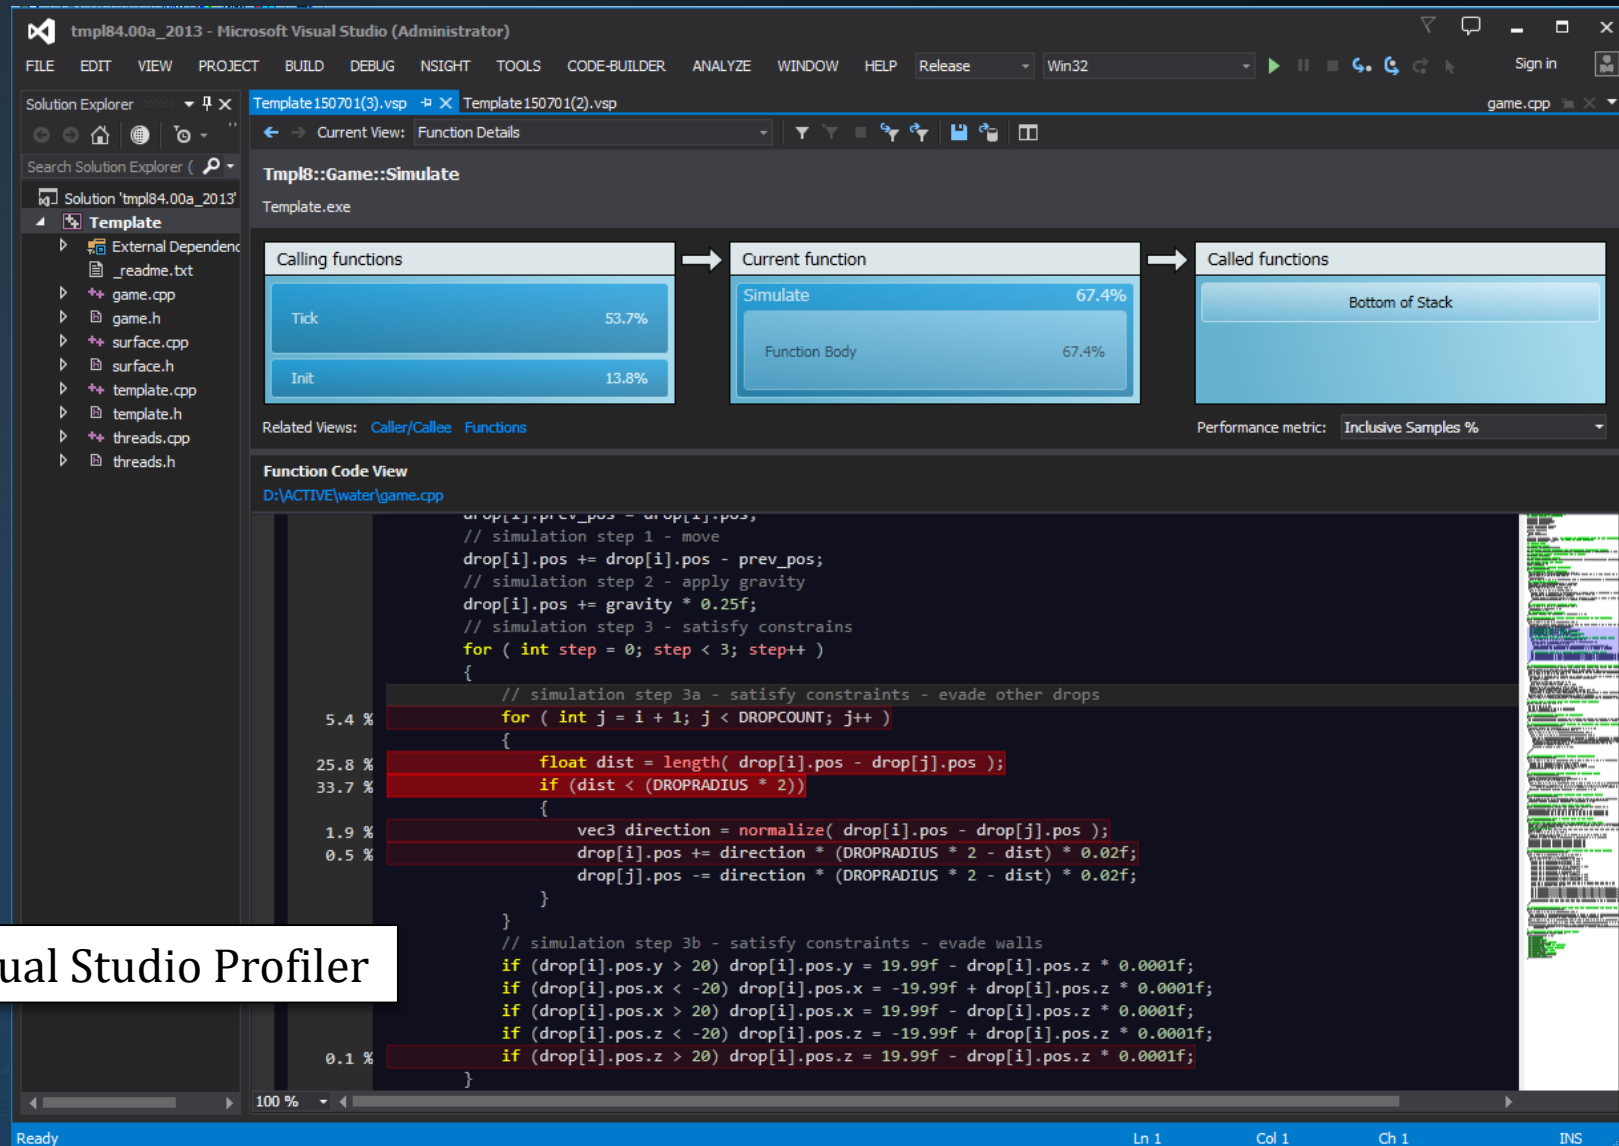 tmpl84.00a_2013 - Microsoft Visual Studio (Administrator)
FILE EDIT VIEW PROJECT BUILD DEBUG NSIGHT TOOLS CODE-BUILDER ANALYZE WINDOW HELP Release Win32 Sign in
Solution Explorer
Template150701(3).vsp Template150701(2).vsp game.cpp
Current View: Function Details
Search Solution Explorer (
Solution 'tmpl84.00a_2013'
Template
External Dependenc
_readme.txt
game.cpp
game.h
surface.cpp
surface.h
template.cpp
template.h
threads.cpp
threads.h
Tmpl8::Game::Simulate
Template.exe
Calling functions
Tick 53.7%
Init 13.8%
Current function
Simulate 67.4%
Function Body 67.4%
Called functions
Bottom of Stack
Related Views: Caller/Callee Functions
Performance metric: Inclusive Samples %
Function Code View
D:\ACTIVE\water\game.cpp
drop[i].prev_pos = drop[i].pos;
// simulation step 1 - move
drop[i].pos += drop[i].pos - prev_pos;
// simulation step 2 - apply gravity
drop[i].pos += gravity * 0.25f;
// simulation step 3 - satisfy constrains
for ( int step = 0; step < 3; step++ )
{
// simulation step 3a - satisfy constraints - evade other drops
5.4 % for ( int j = i + 1; j < DROPCOUNT; j++ )
{
25.8 % float dist = length( drop[i].pos - drop[j].pos );
33.7 % if (dist < (DROPRADIUS * 2))
{
1.9 % vec3 direction = normalize( drop[i].pos - drop[j].pos );
0.5 % drop[i].pos += direction * (DROPRADIUS * 2 - dist) * 0.02f;
drop[j].pos -= direction * (DROPRADIUS * 2 - dist) * 0.02f;
}
}
// simulation step 3b - satisfy constraints - evade walls
if (drop[i].pos.y > 20) drop[i].pos.y = 19.99f - drop[i].pos.z * 0.0001f;
if (drop[i].pos.x < -20) drop[i].pos.x = -19.99f + drop[i].pos.z * 0.0001f;
if (drop[i].pos.x > 20) drop[i].pos.x = 19.99f - drop[i].pos.z * 0.0001f;
if (drop[i].pos.z < -20) drop[i].pos.z = -19.99f + drop[i].pos.z * 0.0001f;
0.1 % if (drop[i].pos.z > 20) drop[i].pos.z = 19.99f - drop[i].pos.z * 0.0001f;
}
ual Studio Profiler
100 %
Ready Ln 1 Col 1 Ch 1 INS